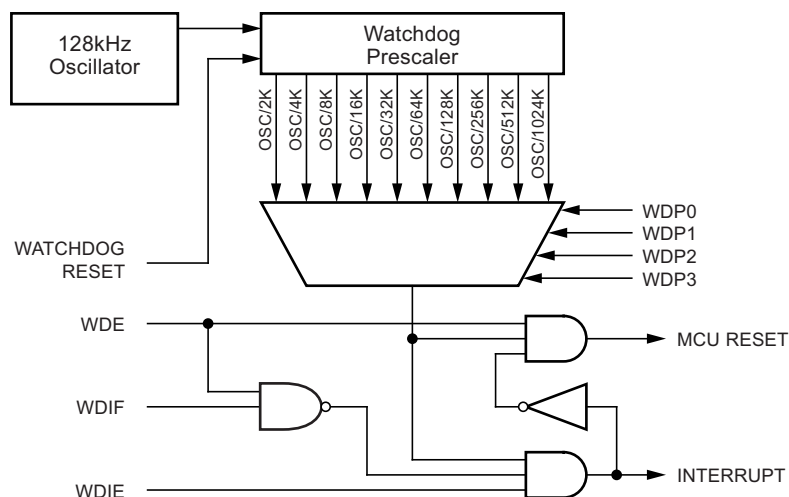 128kHz
Oscillator
Watchdog
Prescaler
OSC/2K
OSC/4K
OSC/8K
OSC/16K
OSC/32K
OSC/64K
OSC/128K
OSC/256K
OSC/512K
OSC/1024K
WDP0
WDP1
WDP2
WDP3
WATCHDOG
RESET
WDE
MCU RESET
WDIF
INTERRUPT
WDIE